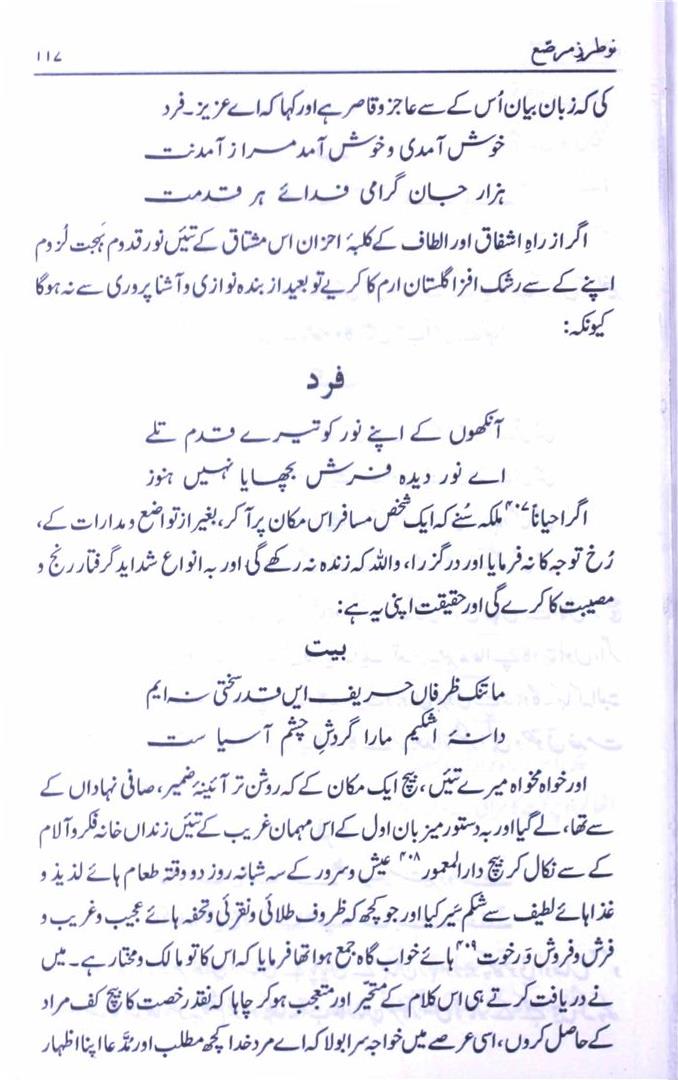 نوطرزِ مرصّع ۱۱۷
کی کہ زبان بیان اُس کے سے عاجز و قاصر ہے اور کہا کہ اے عزیز۔ فرد
خوش آمدی و خوش آمد مرا ز آمدنت
ہزار جان گرامی فدائے ہر قدمت
اگر از راہِ اشفاق اور الطاف کے کلبۂ احزان اس مشتاق کے تئیں نور قدوم بَہجت لُزوم
اپنے کے سے رشک افزا گلستان ارم کا کریے تو بعید از بندہ نوازی و آشنا پروری سے نہ ہوگا
کیونکہ:
فرد
آنکھوں کے اپنے نور کو تیرے قدم تلے
اے نور دیدہ فرش بچھایا نہیں ہنوز
اگر احیاناً ۴۰۷ ملکہ سُنے کہ ایک شخص مسافر اس مکان پر آ کر، بغیر از تواضع و مدارات کے،
رُخ توجہ کا نہ فرمایا اور درگزرا، واللہ کہ زندہ نہ رکھے گی اور بہ انواع شداید گرفتار رنج و
مصیبت کا کرے گی اور حقیقت اپنی یہ ہے:
بیت
ما تنک ظرفاں حریف ایں قدر سختی نہ ایم
دانۂ اشکیم مارا گردشِ چشم آسیا ست
اور خواہ مخواہ میرے تئیں، بیچ ایک مکان کے کہ روشن تر آئینۂ ضمیر، صافی نہاداں کے
سے تھا، لے گیا اور بہ دستور میزبان اول کے اس مہمان غریب کے تئیں زنداں خانہ فکر و آلام
کے سے نکال کر بیچ دار المعمور ۴۰۸ عیش و سرور کے سہ شبانہ روز دو وقتہ طعام ہائے لذیذ و
غذا ہائے لطیف سے شکم سَیر کیا اور جو کچھ کہ ظروف طلائی و نقرئی و تحفہ ہائے عجیب و غریب و
فرش و فروش وَ رخوت ۴۰۹ ہائے خواب گاہ جمع ہوا تھا فرمایا کہ اس کا تو مالک و مختار ہے۔ میں
نے دریافت کرتے ہی اس کلام کے متحیر اور متعجب ہو کر چاہا کہ نقد رخصت کا بیچ کف مراد
کے حاصل کروں، اسی عرصے میں خواجہ سرا بولا کہ اے مرد خدا کچھ مطلب اور مُدَّعا اپنا اظہار